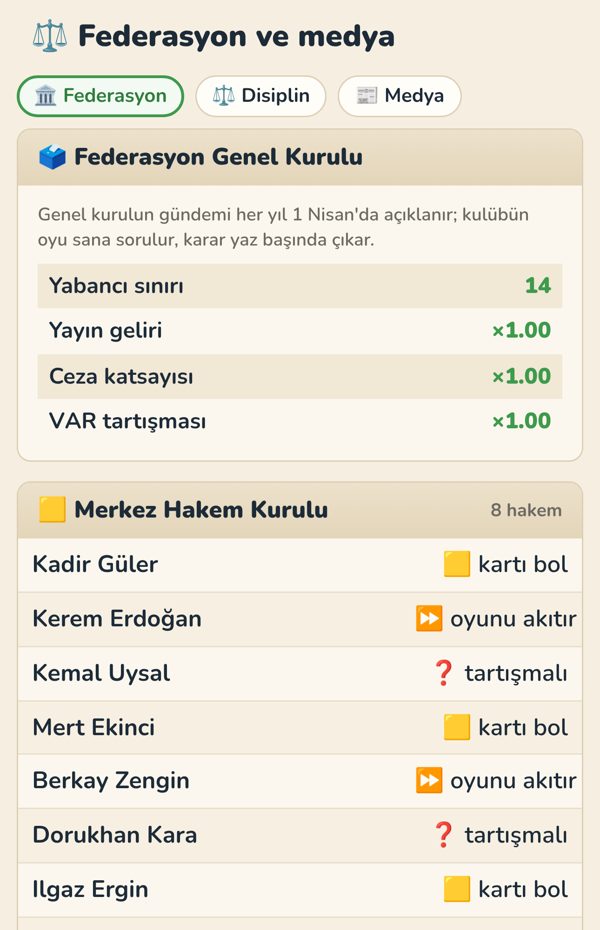 Federasyon ve medya
Federasyon
Disiplin
Medya
Federasyon Genel Kurulu
Genel kurulun gündemi her yıl 1 Nisan'da açıklanır; kulübün
oyu sana sorulur, karar yaz başında çıkar.
Yabancı sınırı 14
Yayın geliri ×1.00
Ceza katsayısı ×1.00
VAR tartışması ×1.00
Merkez Hakem Kurulu 8 hakem
Kadir Güler kartı bol
Kerem Erdoğan oyunu akıtır
Kemal Uysal tartışmalı
Mert Ekinci kartı bol
Berkay Zengin oyunu akıtır
Dorukhan Kara tartışmalı
Ilgaz Ergin kartı bol